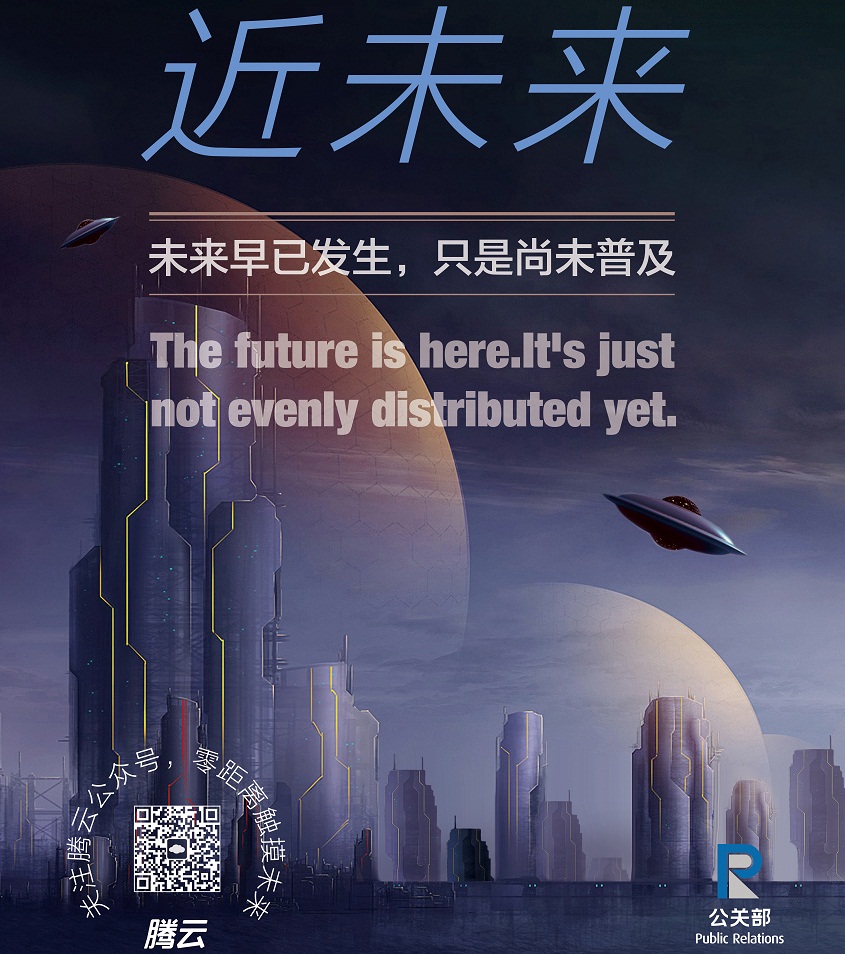 近未来
未来早已发生，只是尚未普及
The future is here.It's just
not evenly distributed yet.
关注腾云公众号，零距离触摸未来
腾云
公关部
Public Relations